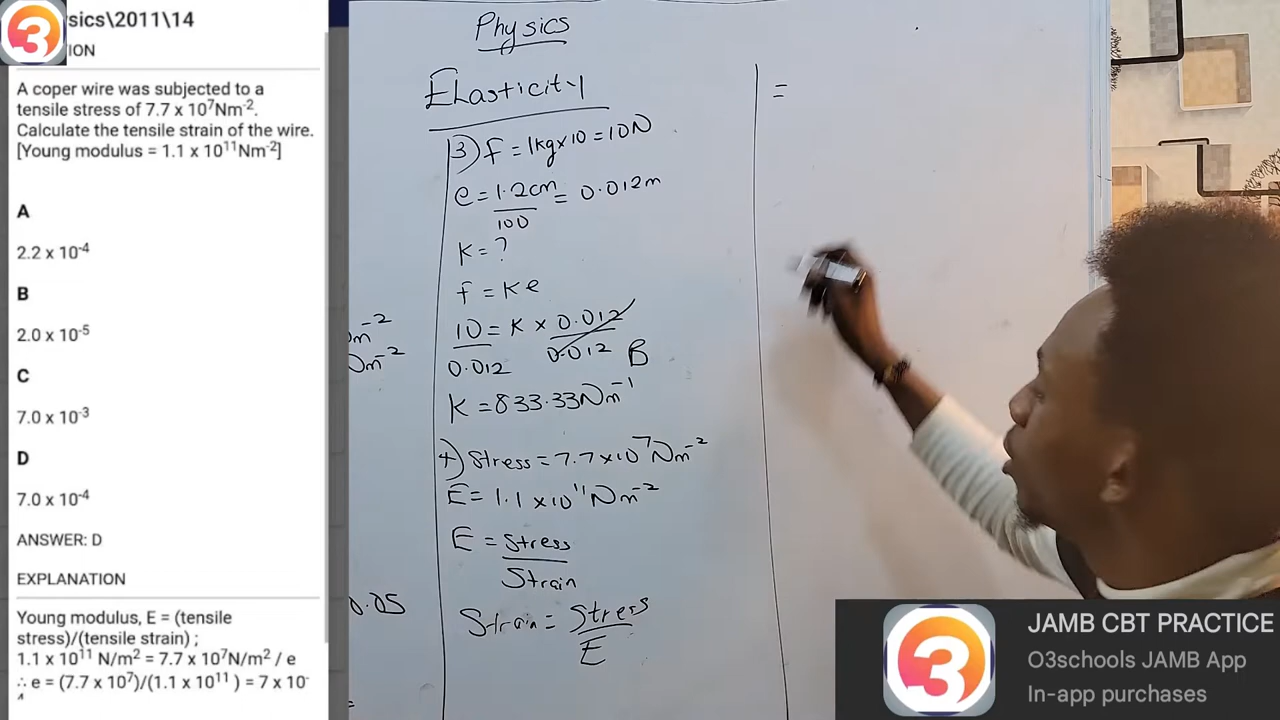 sics\2011\14
ION
A coper wire was subjected to a
tensile stress of 7.7 x 10⁷Nm⁻².
Calculate the tensile strain of the wire.
[Young modulus = 1.1 x 10¹¹Nm⁻²]
A
2.2 x 10⁻⁴
B
2.0 x 10⁻⁵
C
7.0 x 10⁻³
D
7.0 x 10⁻⁴
ANSWER: D
EXPLANATION
Young modulus, E = (tensile
stress)/(tensile strain) ;
1.1 x 10¹¹ N/m² = 7.7 x 10⁷N/m² / e
∴ e = (7.7 x 10⁷)/(1.1 x 10¹¹ ) = 7 x 10⁻
m⁻²
m⁻²
0.05
=
Physics
Elasticity
3) f = 1kg x 10 = 10N
e = 1.2cm = 0.012m
100
K = ?
f = Ke
10 = K x 0.012
0.012 0.012 B
K = 833.33Nm⁻¹
4) Stress = 7.7 x 10⁷ Nm⁻²
E = 1.1 x 10¹¹ Nm⁻²
E = Stress
Strain
Strain = Stress
E
=
3
JAMB CBT PRACTICE
O3schools JAMB App
In-app purchases